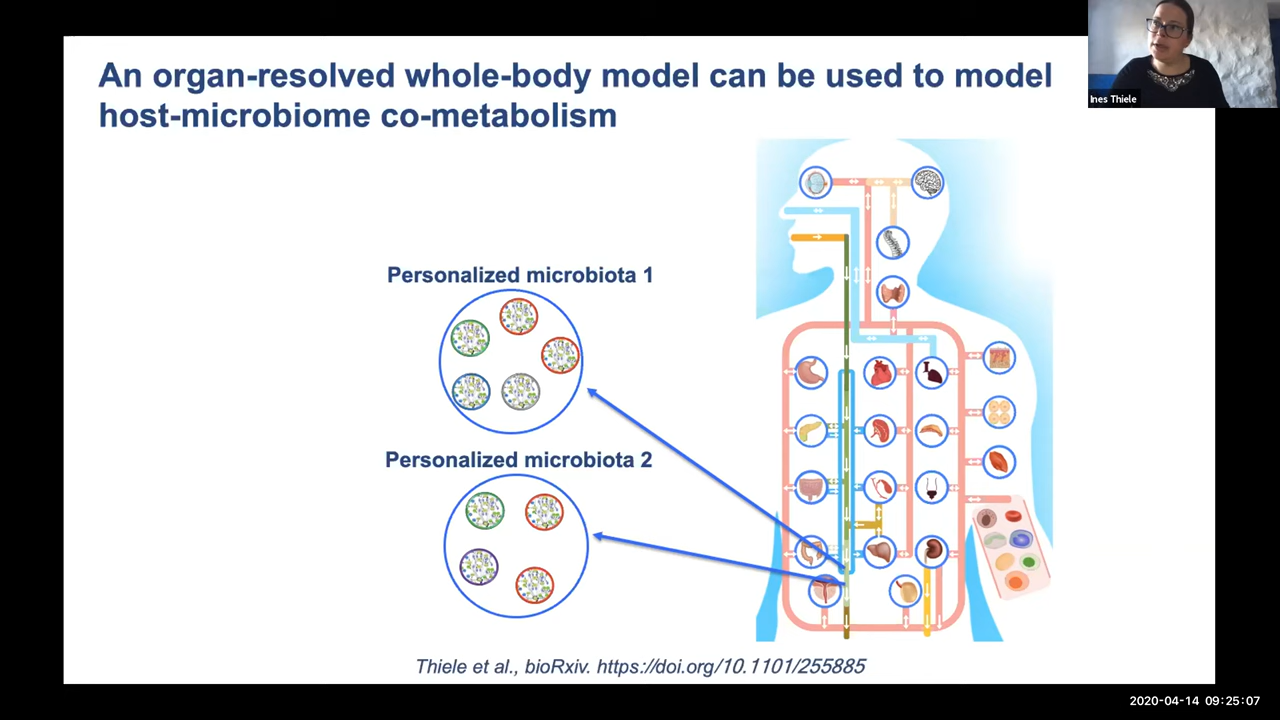 An organ-resolved whole-body model can be used to model
host-microbiome co-metabolism
Ines Thiele
Personalized microbiota 1
Personalized microbiota 2
Thiele et al., bioRxiv. https://doi.org/10.1101/255885
2020-04-14 09:25:07